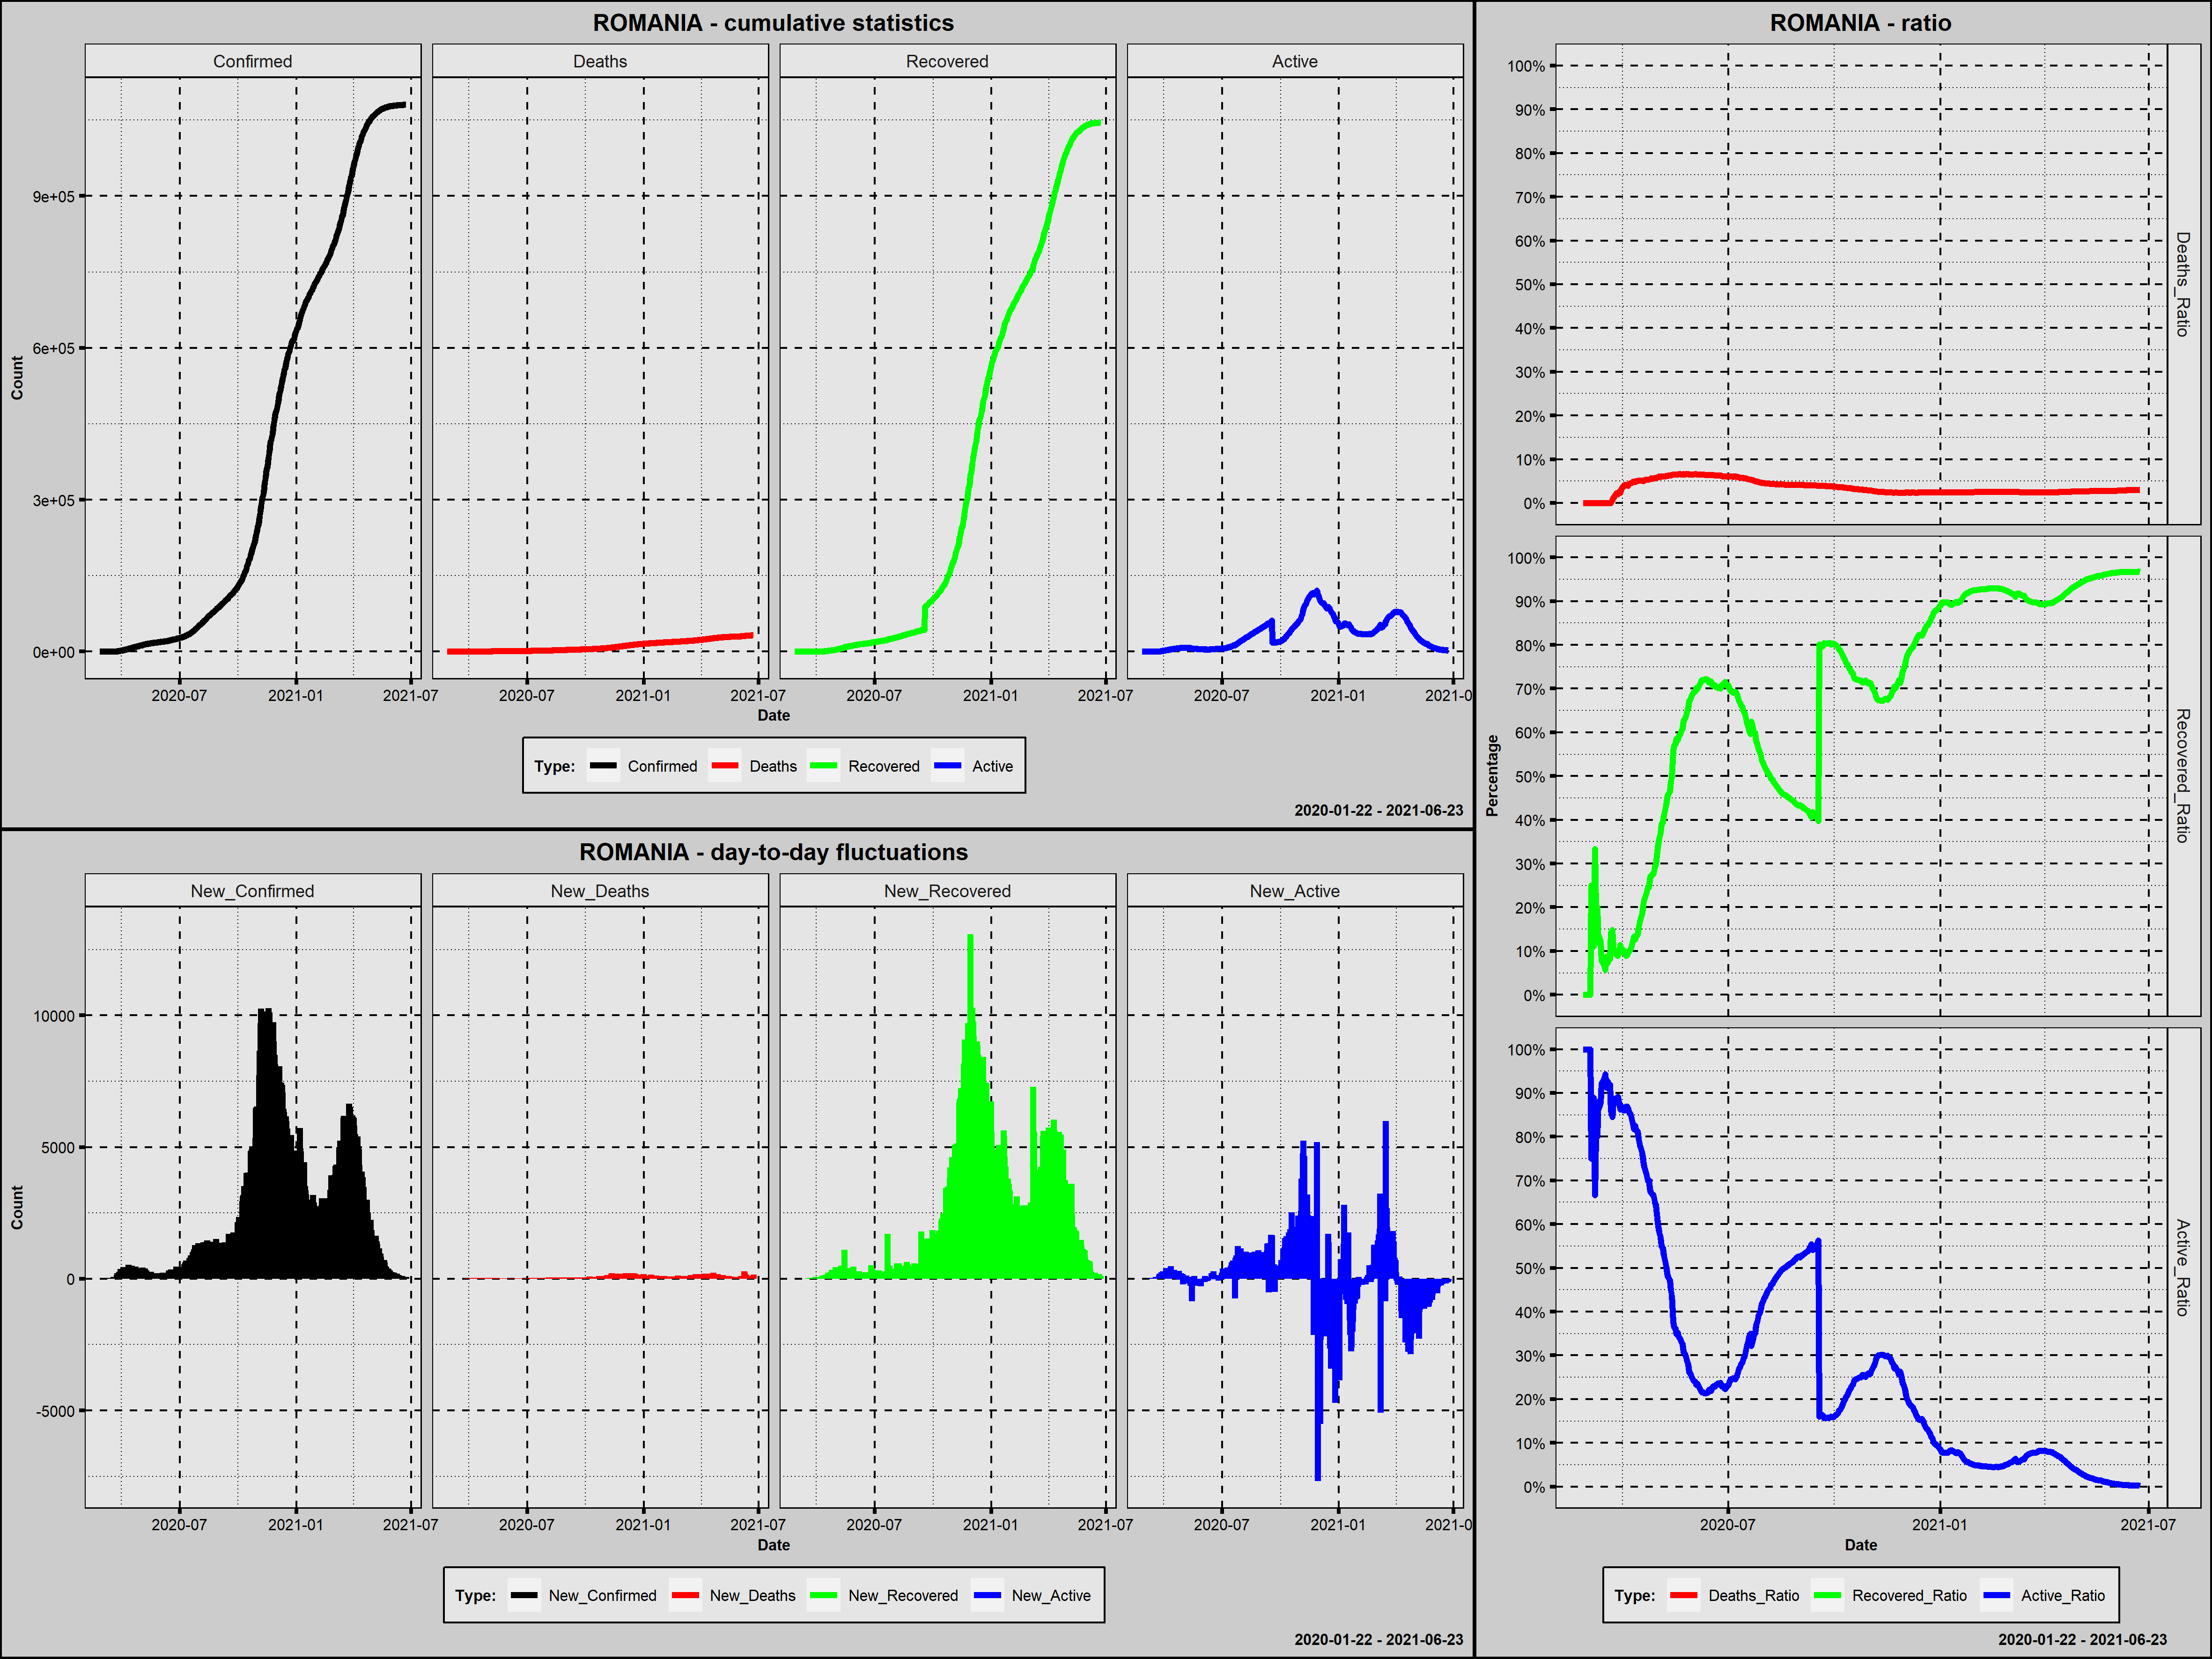 ROMANIA - cumulative statistics
Confirmed Deaths Recovered Active
9e+05
6e+05
3e+05
0e+00
Count
2020-07 2021-01 2021-07 2020-07 2021-01 2021-07 2020-07 2021-01 2021-07 2020-07 2021-01 2021-0
Date
Type: Confirmed Deaths Recovered Active
2020-01-22 - 2021-06-23
ROMANIA - day-to-day fluctuations
New_Confirmed New_Deaths New_Recovered New_Active
10000
5000
0
-5000
Count
2020-07 2021-01 2021-07 2020-07 2021-01 2021-07 2020-07 2021-01 2021-07 2020-07 2021-01 2021-0
Date
Type: New_Confirmed New_Deaths New_Recovered New_Active
2020-01-22 - 2021-06-23
ROMANIA - ratio
100%
90%
80%
70%
60%
50%
40%
30%
20%
10%
0%
Deaths_Ratio
100%
90%
80%
70%
60%
50%
40%
30%
20%
10%
0%
Recovered_Ratio
Percentage
100%
90%
80%
70%
60%
50%
40%
30%
20%
10%
0%
Active_Ratio
2020-07 2021-01 2021-07
Date
Type: Deaths_Ratio Recovered_Ratio Active_Ratio
2020-01-22 - 2021-06-23